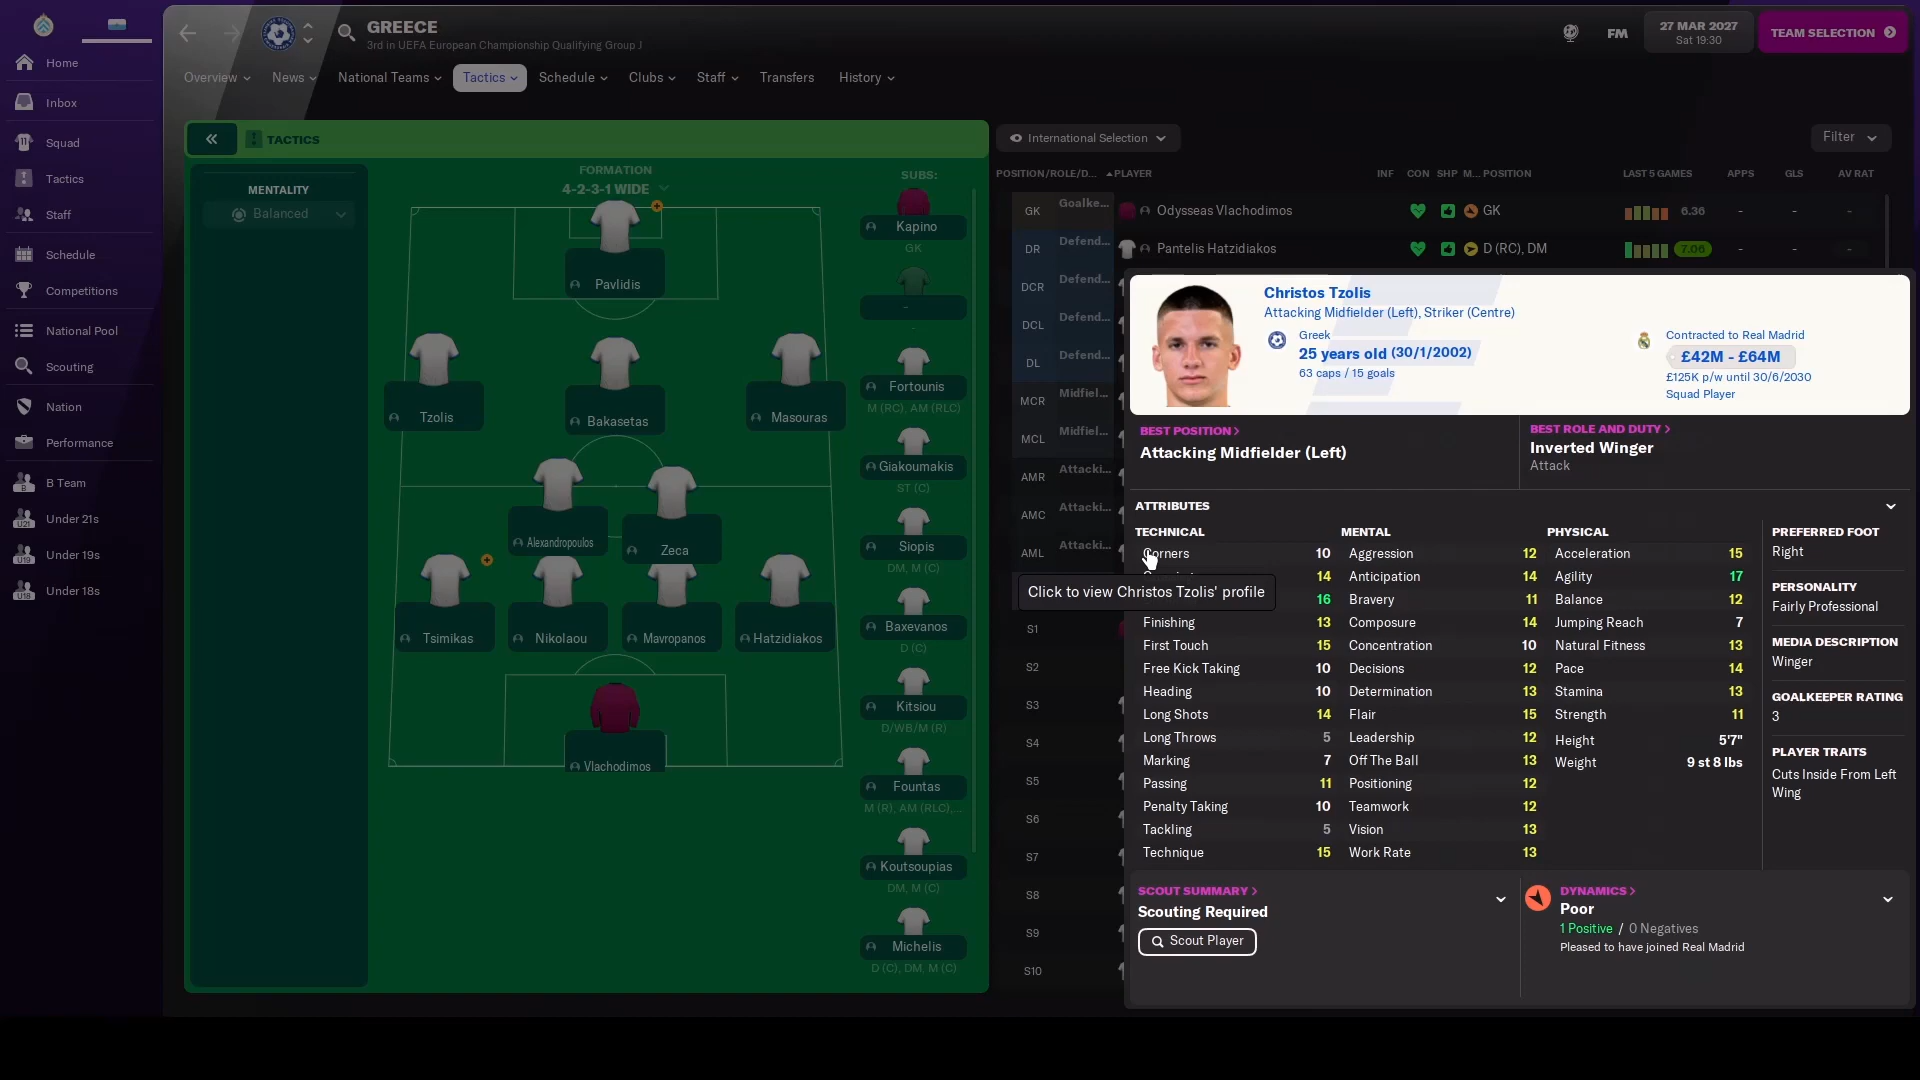 GREECE
3rd in UEFA European Championship Qualifying Group J
FM
27 MAR 2027
Sat 19:30
TEAM SELECTION
Overview
News
National Teams
Tactics
Schedule
Clubs
Staff
Transfers
History
Home
Inbox
Squad
Tactics
Staff
Schedule
Competitions
National Pool
Scouting
Nation
Performance
B Team
Under 21s
Under 19s
Under 18s
TACTICS
MENTALITY
Balanced
FORMATION
4-2-3-1 WIDE
Pavlidis
Tzolis
Bakasetas
Masouras
Alexandropoulos
Zeca
Tsimikas
Nikolaou
Mavropanos
Hatzidiakos
Vlachodimos
SUBS:
Kapino
GK
-
-
Fortounis
M (RC), AM (RLC)
Giakoumakis
ST (C)
Siopis
DM, M (C)
Baxevanos
D (C)
Kitsiou
D/WB/M (R)
Fountas
M (R), AM (RLC),...
Koutsoupias
DM, M (C)
Michelis
D (C), DM, M (C)
International Selection
Filter
POSITION/ROLE/D... PLAYER INF CON SHP M... POSITION LAST 5 GAMES APPS GLS AV RAT
GK Goalke... Odysseas Vlachodimos GK 6.36 - - -
DR Defend... Pantelis Hatzidiakos D (RC), DM 7.06 - - -
DCR Defend...
DCL Defend...
DL Defend...
MCR Midfiel...
MCL Midfiel...
AMR Attacki...
AMC Attacki...
AML Attacki...
S1
S2
S3
S4
S5
S6
S7
S8
S9
S10
Christos Tzolis
Attacking Midfielder (Left), Striker (Centre)
Greek
25 years old (30/1/2002)
63 caps / 15 goals
Contracted to Real Madrid
£42M - £64M
£125K p/w until 30/6/2030
Squad Player
BEST POSITION >
Attacking Midfielder (Left)
BEST ROLE AND DUTY >
Inverted Winger
Attack
ATTRIBUTES
TECHNICAL
Corners 10
14
16
Finishing 13
First Touch 15
Free Kick Taking 10
Heading 10
Long Shots 14
Long Throws 5
Marking 7
Passing 11
Penalty Taking 10
Tackling 5
Technique 15
Click to view Christos Tzolis' profile
MENTAL
Aggression 12
Anticipation 14
Bravery 11
Composure 14
Concentration 10
Decisions 12
Determination 13
Flair 15
Leadership 12
Off The Ball 13
Positioning 12
Teamwork 12
Vision 13
Work Rate 13
PHYSICAL
Acceleration 15
Agility 17
Balance 12
Jumping Reach 7
Natural Fitness 13
Pace 14
Stamina 13
Strength 11
Height 5'7"
Weight 9 st 8 lbs
PREFERRED FOOT
Right
PERSONALITY
Fairly Professional
MEDIA DESCRIPTION
Winger
GOALKEEPER RATING
3
PLAYER TRAITS
Cuts Inside From Left
Wing
SCOUT SUMMARY >
Scouting Required
Scout Player
DYNAMICS >
Poor
1 Positive / 0 Negatives
Pleased to have joined Real Madrid